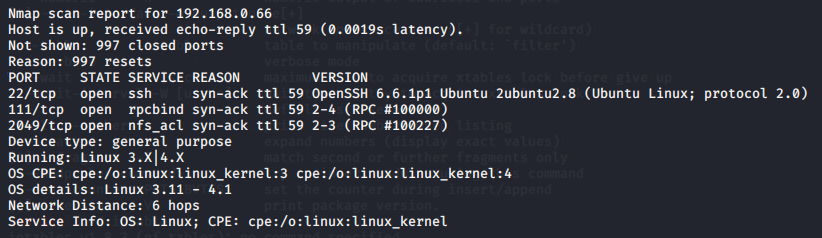 Nmap scan report for 192.168.0.66
Host is up, received echo-reply ttl 59 (0.0019s latency).
Not shown: 997 closed ports
Reason: 997 resets
PORT     STATE SERVICE REASON         VERSION
22/tcp   open  ssh     syn-ack ttl 59 OpenSSH 6.6.1p1 Ubuntu 2ubuntu2.8 (Ubuntu Linux; protocol 2.0)
111/tcp  open  rpcbind syn-ack ttl 59 2-4 (RPC #100000)
2049/tcp open  nfs_acl syn-ack ttl 59 2-3 (RPC #100227)
Device type: general purpose
Running: Linux 3.X|4.X
OS CPE: cpe:/o:linux:linux_kernel:3 cpe:/o:linux:linux_kernel:4
OS details: Linux 3.11 - 4.1
Network Distance: 6 hops
Service Info: OS: Linux; CPE: cpe:/o:linux:linux_kernel